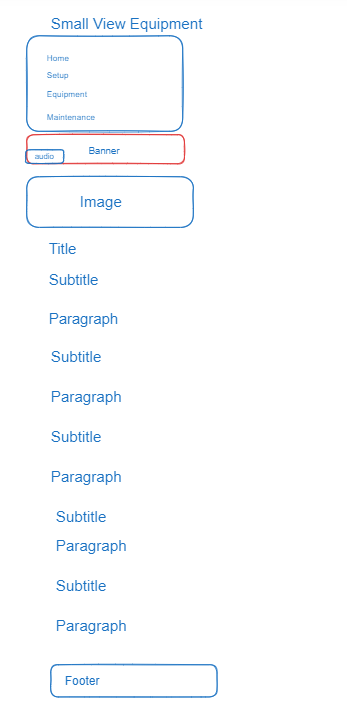 Small View Equipment
Home
Setup
Equipment
Maintenance
Banner
audio
Image
Title
Subtitle
Paragraph
Subtitle
Paragraph
Subtitle
Paragraph
Subtitle
Paragraph
Subtitle
Paragraph
Footer